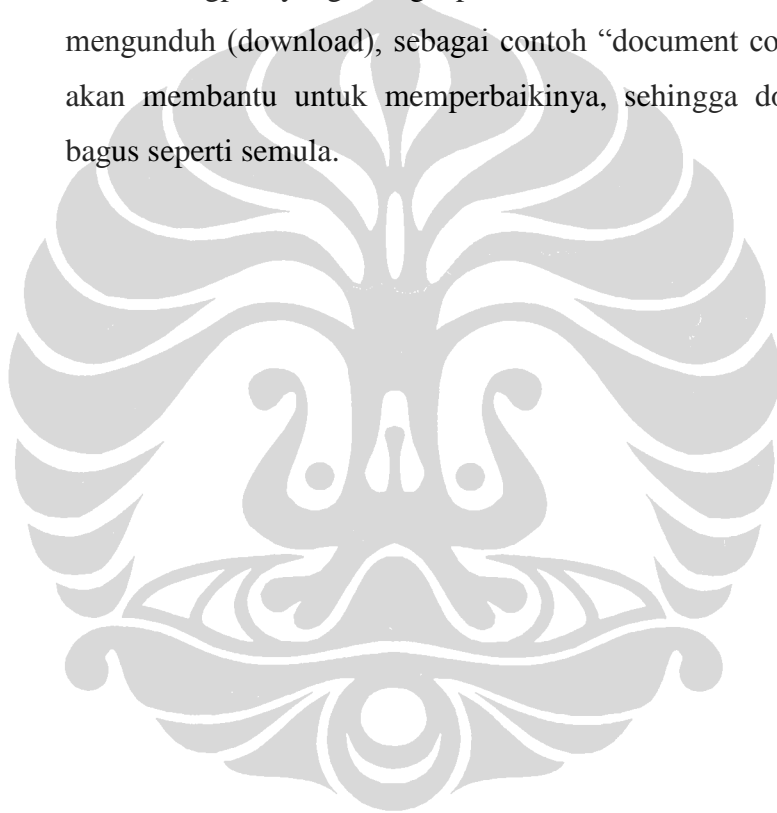 mengunduh (download), sebagai contoh “document co
akan membantu untuk memperbaikinya, sehingga do
bagus seperti semula.